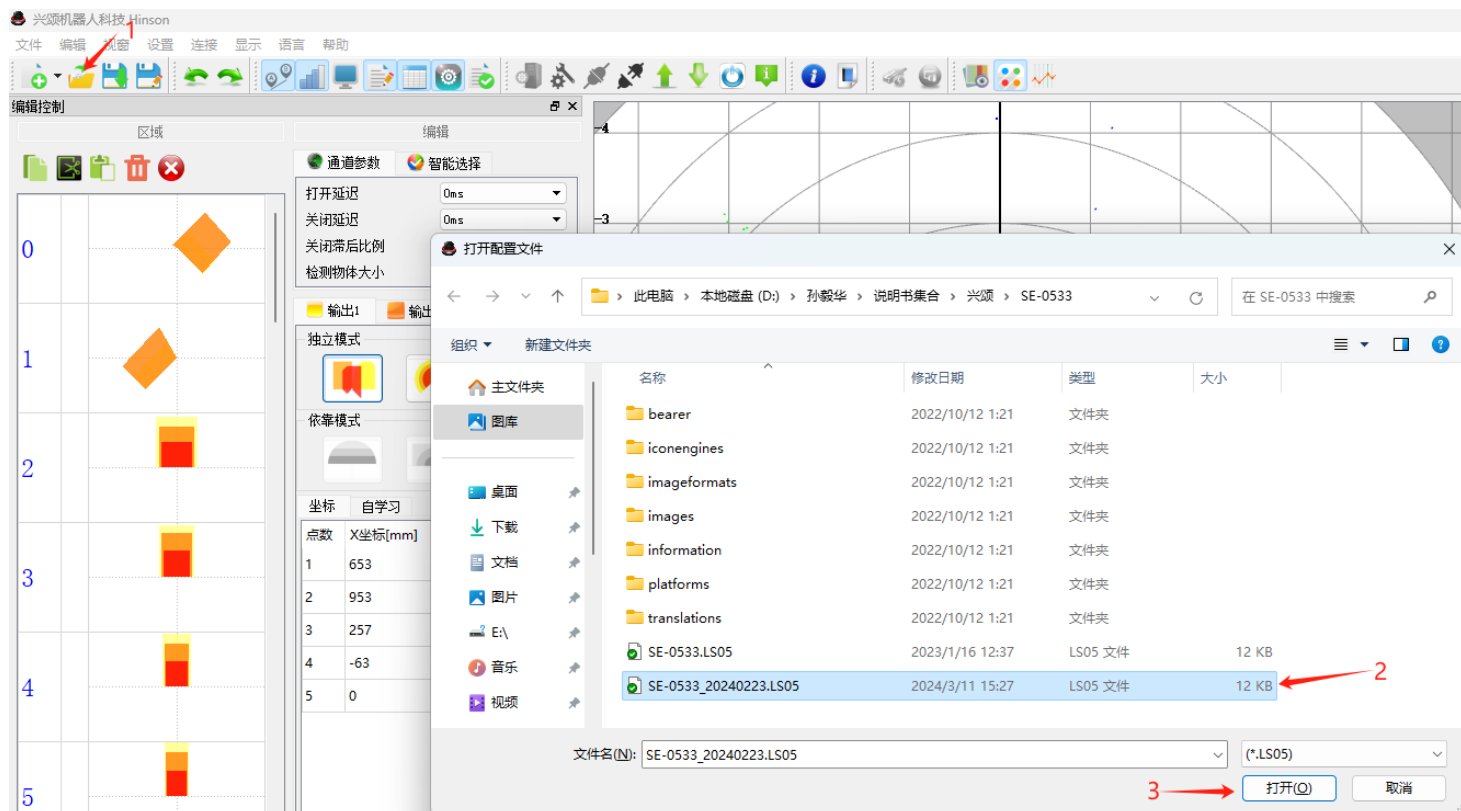 兴颂机器人科技 Hinson
1
文件 编辑 视窗 设置 连接 显示 语言 帮助
编辑控制
区域
编辑
通道参数 智能选择
打开延迟 0ms
关闭延迟 0ms
关闭滞后比例
检测物体大小
输出1 输出
独立模式
依靠模式
坐标 自学习
点数 X坐标[mm]
1 653
2 953
3 257
4 -63
5 0
0
1
2
3
4
5
-4
-3
打开配置文件
此电脑 › 本地磁盘 (D:) › 孙毅华 › 说明书集合 › 兴颂 › SE-0533
在 SE-0533 中搜索
组织 新建文件夹
主文件夹
图库
桌面
下载
文档
图片
E:\
音乐
视频
名称 修改日期 类型 大小
bearer 2022/10/12 1:21 文件夹
iconengines 2022/10/12 1:21 文件夹
imageformats 2022/10/12 1:21 文件夹
images 2022/10/12 1:21 文件夹
information 2022/10/12 1:21 文件夹
platforms 2022/10/12 1:21 文件夹
translations 2022/10/12 1:21 文件夹
SE-0533.LS05 2023/1/16 12:37 LS05 文件 12 KB
SE-0533_20240223.LS05 2024/3/11 15:27 LS05 文件 12 KB
2
文件名(N): SE-0533_20240223.LS05 (*.LS05)
3
打开(O) 取消